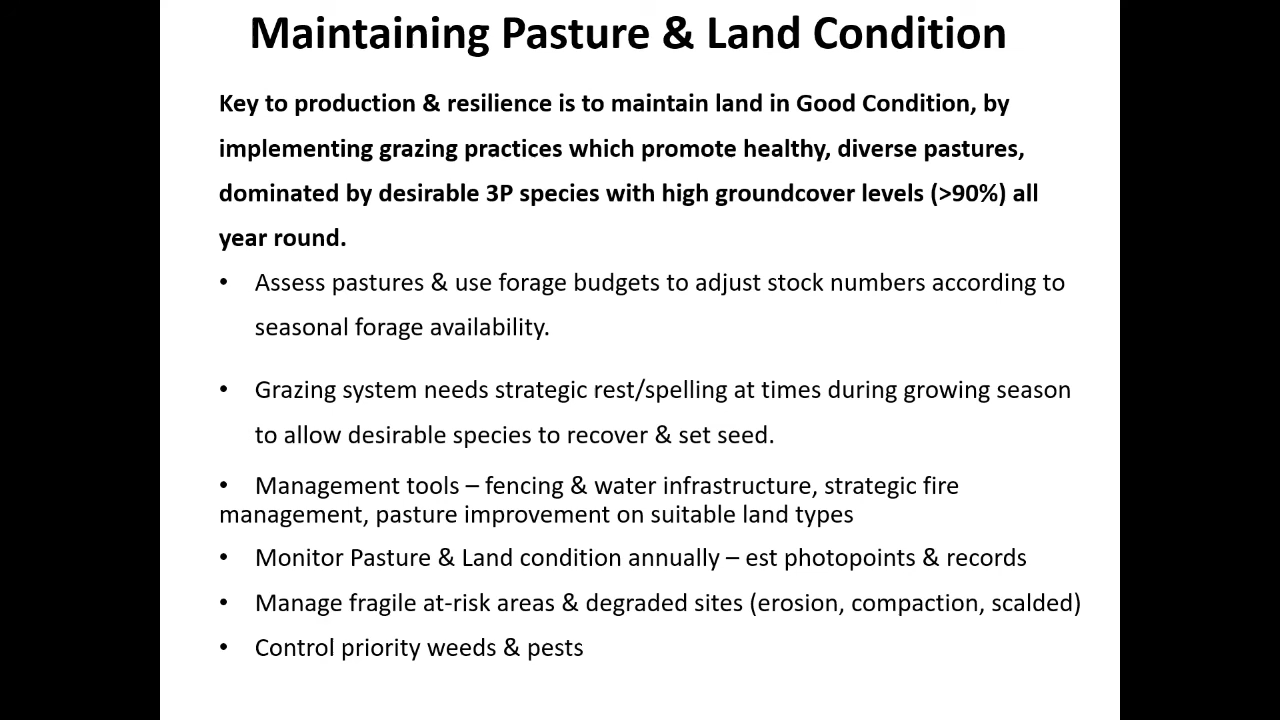 Maintaining Pasture & Land Condition
Key to production & resilience is to maintain land in Good Condition, by
implementing grazing practices which promote healthy, diverse pastures,
dominated by desirable 3P species with high groundcover levels (>90%) all
year round.
• Assess pastures & use forage budgets to adjust stock numbers according to
seasonal forage availability.
• Grazing system needs strategic rest/spelling at times during growing season
to allow desirable species to recover & set seed.
• Management tools – fencing & water infrastructure, strategic fire
management, pasture improvement on suitable land types
• Monitor Pasture & Land condition annually – est photopoints & records
• Manage fragile at-risk areas & degraded sites (erosion, compaction, scalded)
• Control priority weeds & pests